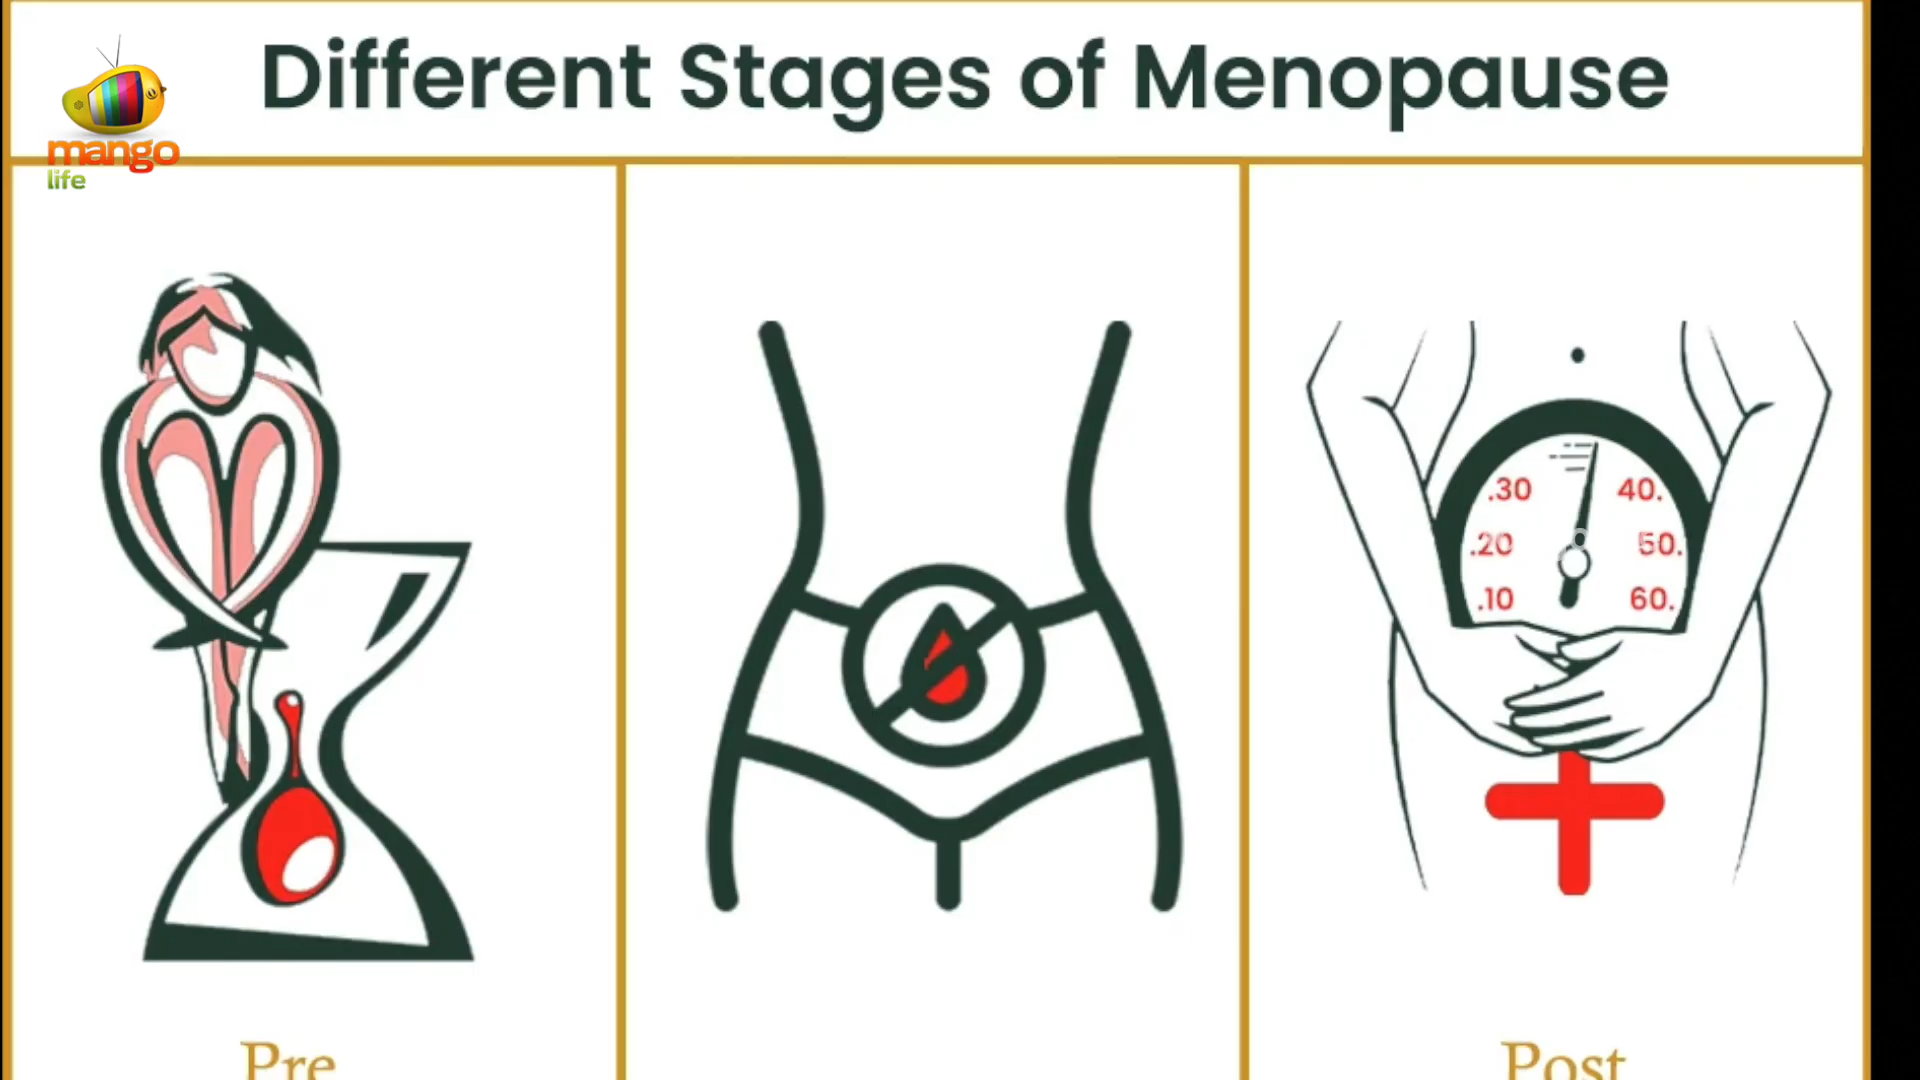 Different Stages of Menopause
mango
life
.30 40.
.20 50.
.10 60.
Pre Post